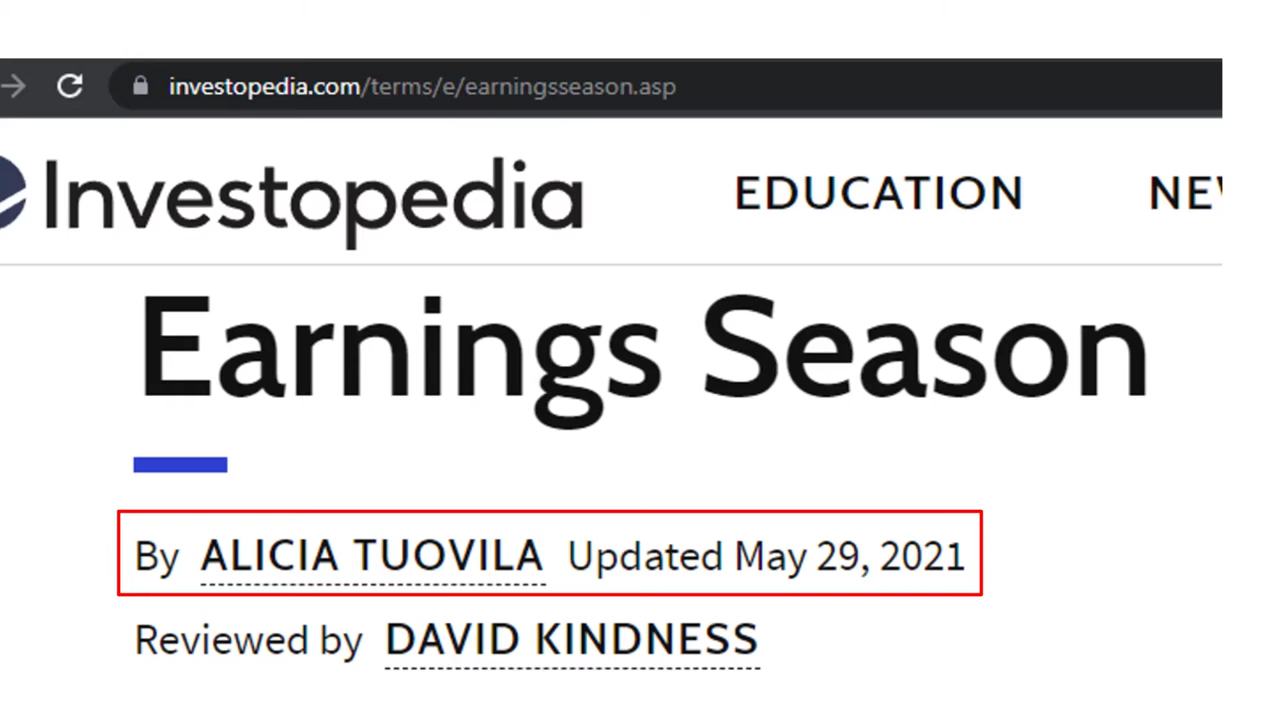 investopedia.com/terms/e/earningsseason.asp
Investopedia EDUCATION
Earnings Season
By ALICIA TUOVILA Updated May 29, 2021
Reviewed by DAVID KINDNESS